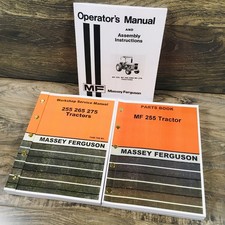 Operator's Manual
AND
Assembly
Instructions
MF
Massey Ferguson
Workshop Service Manual
255 265 275
Tractors
MASSEY FERGUSON
PARTS BOOK
MF 255 Tractor
MASSEY FERGUSON